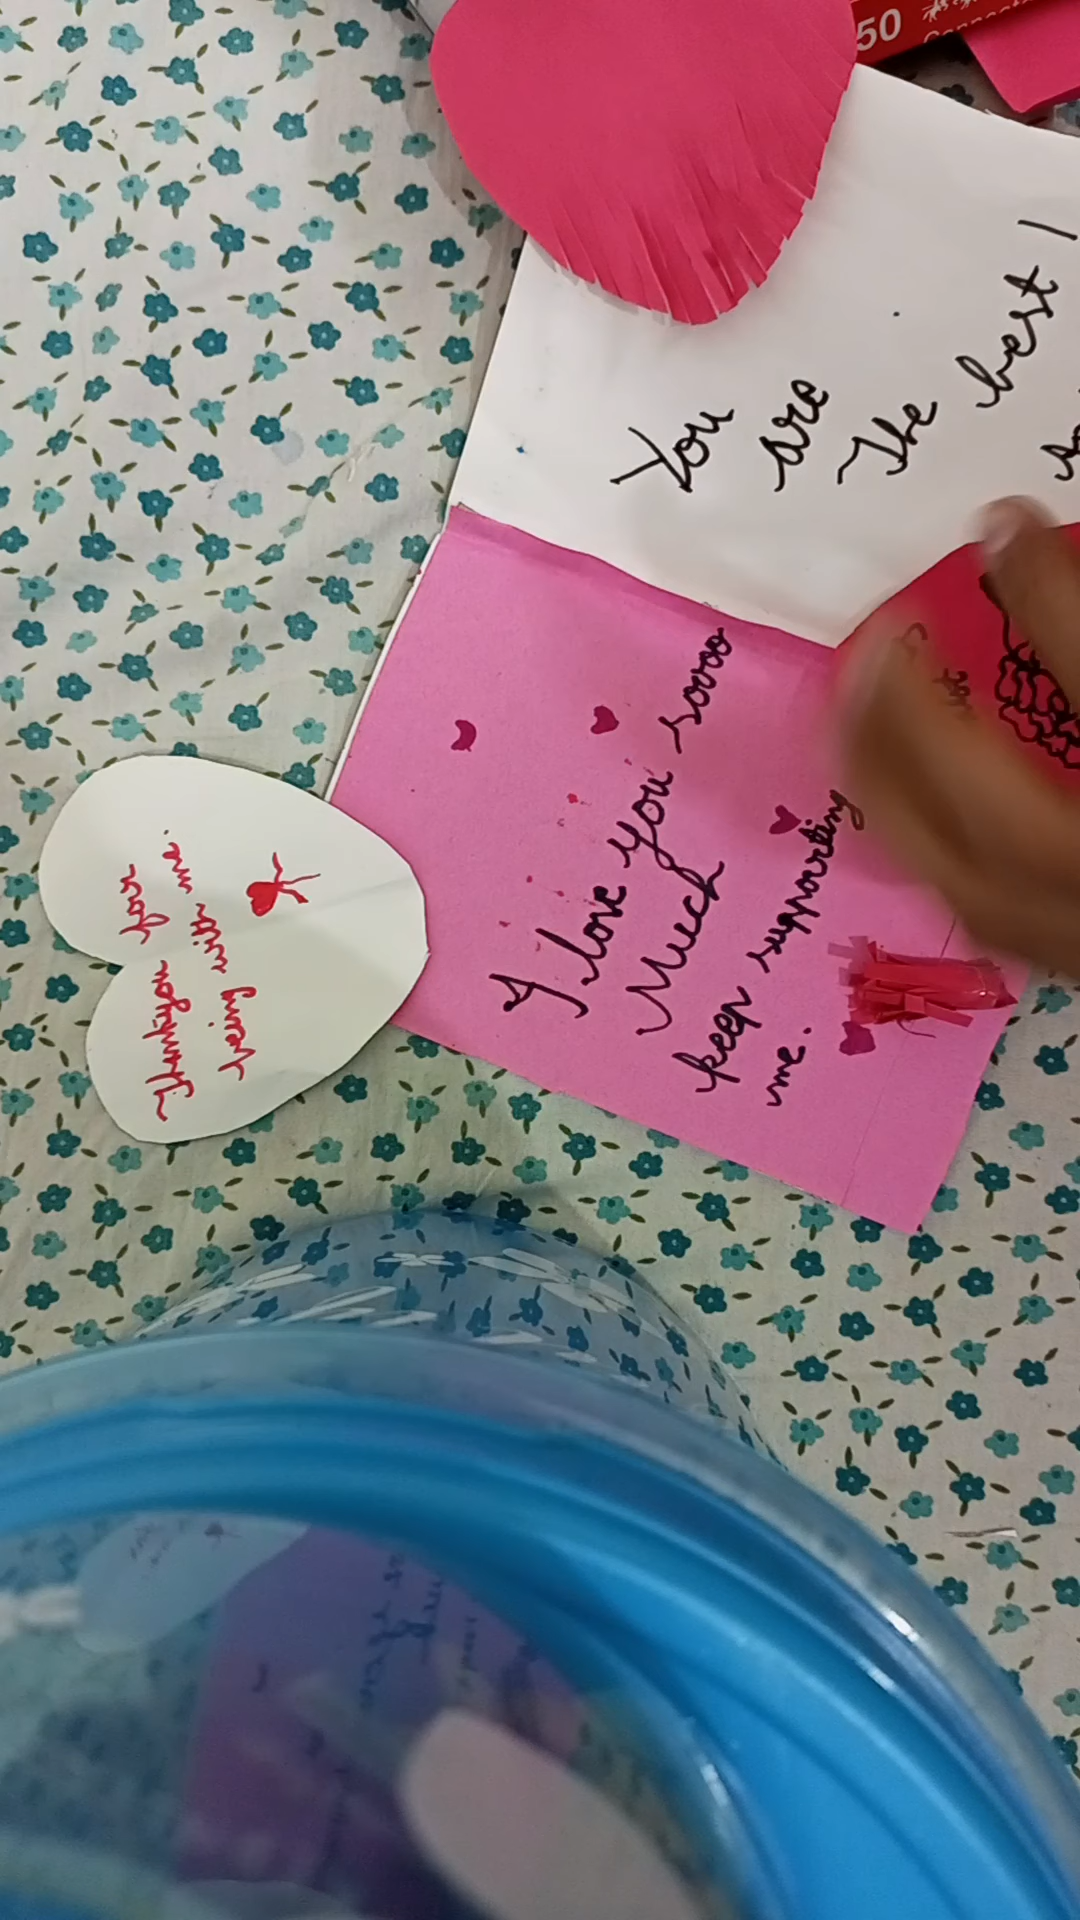 50
You
are
The best
I love you soooo
Much
keep supporting
me.
Thankyou for
being with me.